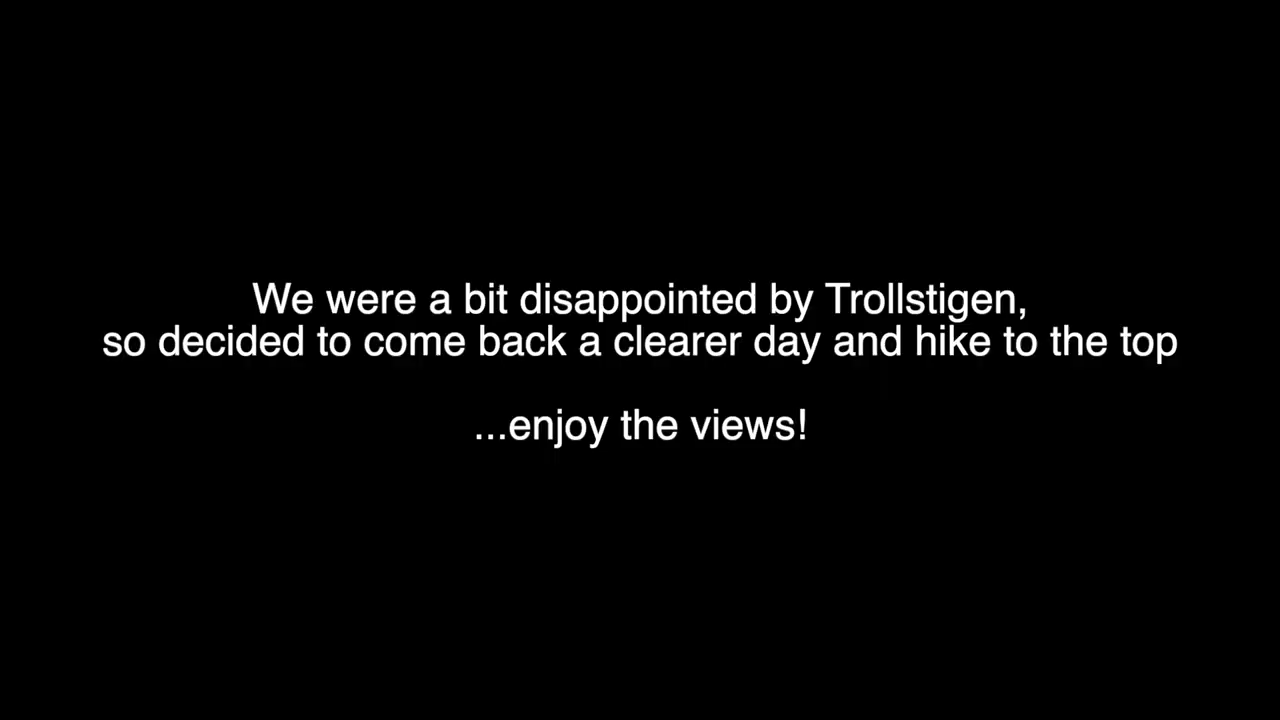 We were a bit disappointed by Trollstigen,
so decided to come back a clearer day and hike to the top
...enjoy the views!